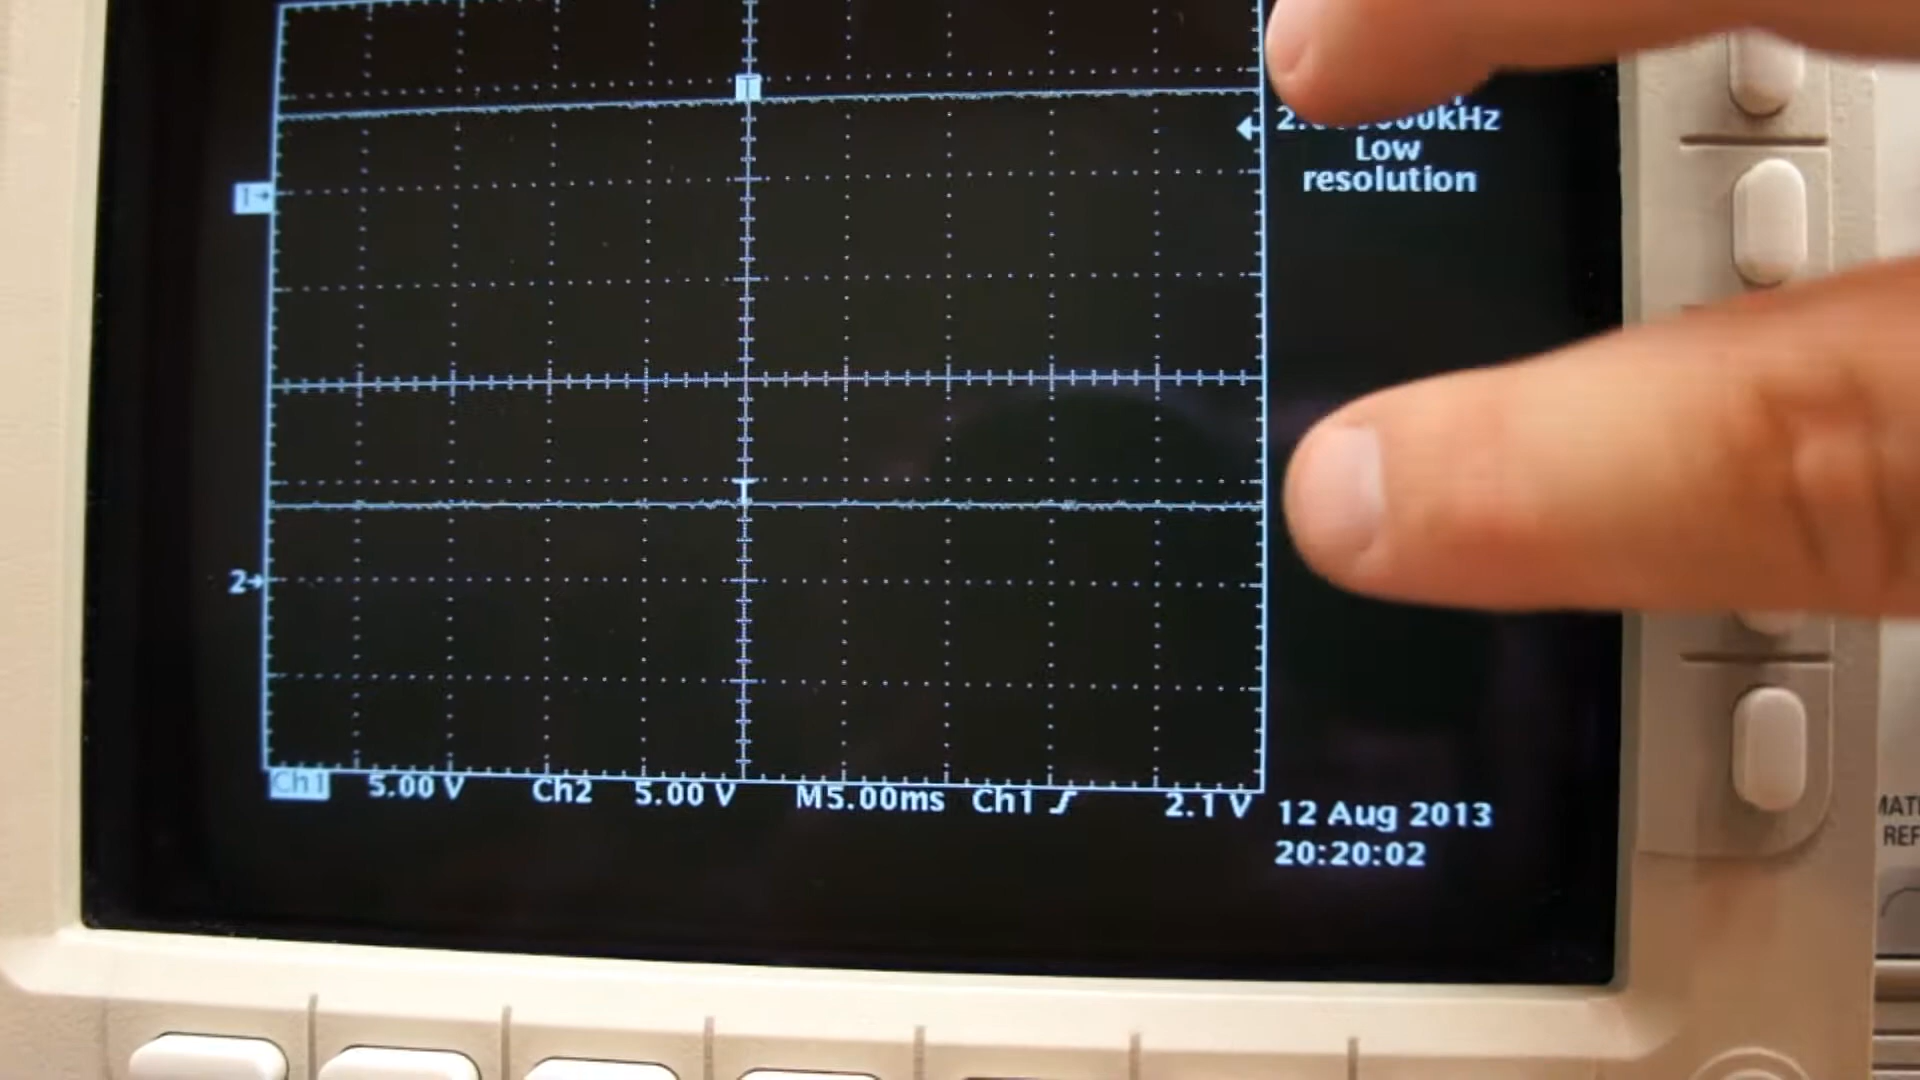 T
Low
resolution
1→
2→
Ch1 5.00 V Ch2 5.00 V M5.00ms Ch1 2.1 V
12 Aug 2013
20:20:02
REF